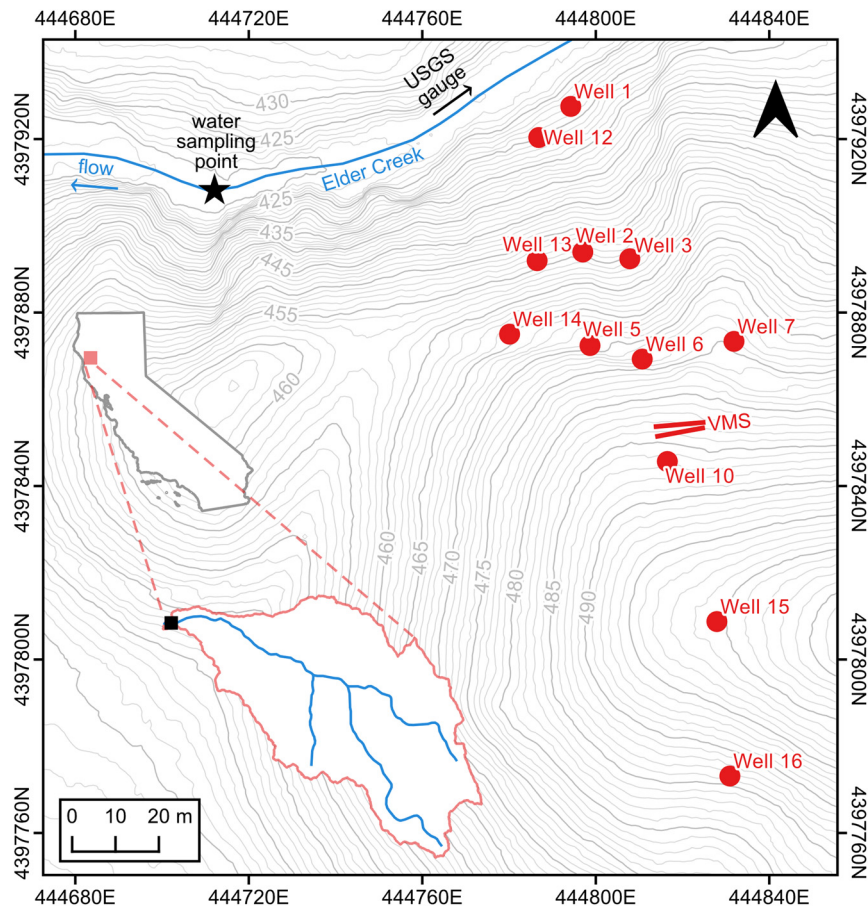 444680E 444720E 444760E 444800E 444840E
430
USGS
gauge
Well 1
water
sampling
point
425
Well 12
4397920N
4397920N
flow
Elder Creek
425
435
445
455
Well 13
Well 2
Well 3
4397880N
4397880N
Well 14
Well 5
Well 6
Well 7
460
VMS
Well 10
4397840N
4397840N
460
465
470
475
480
485
490
Well 15
4397800N
4397800N
Well 16
0 10 20 m
4397760N
4397760N
444680E 444720E 444760E 444800E 444840E